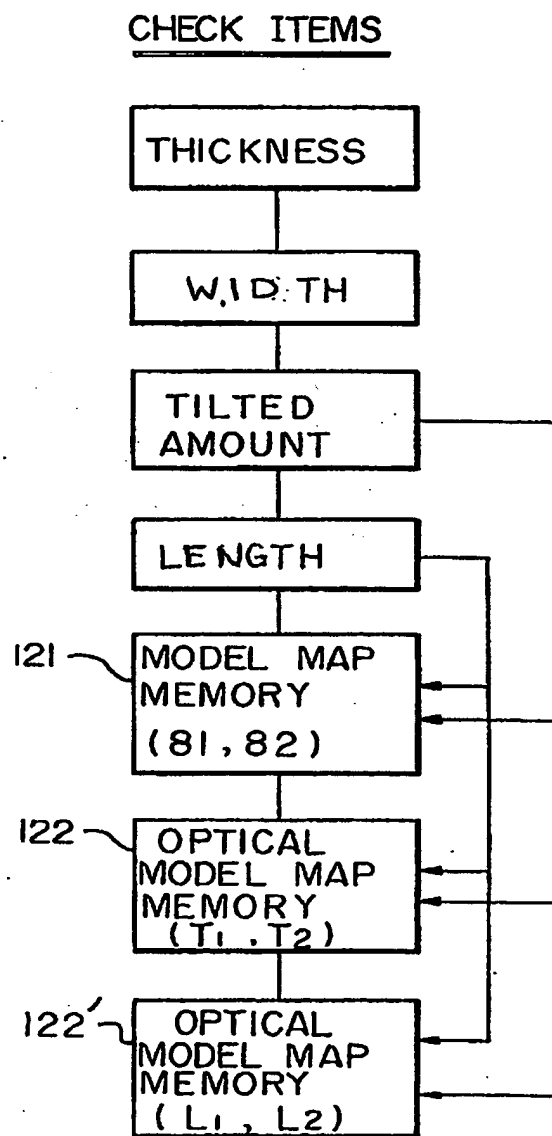 CHECK ITEMS
THICKNESS
WIDTH
TILTED
AMOUNT
LENGTH
121
MODEL MAP
MEMORY
(81, 82)
122
OPTICAL
MODEL MAP
MEMORY
(T1, T2)
122'
OPTICAL
MODEL MAP
MEMORY
(L1, L2)